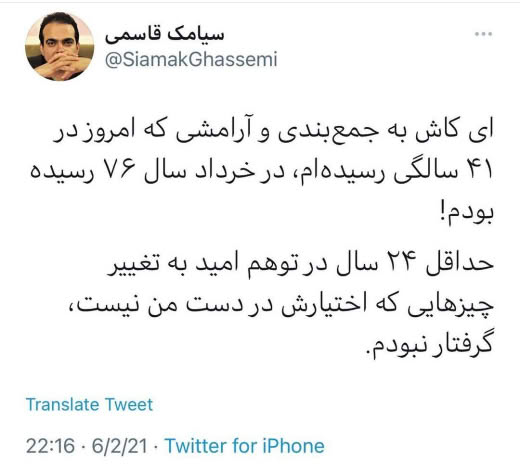 سیامک قاسمی
@SiamakGhassemi
ای کاش به جمع‌بندی و آرامشی که امروز در
۴۱ سالگی رسیده‌ام، در خرداد سال ۷۶ رسیده
بودم!
حداقل ۲۴ سال در توهم امید به تغییر
چیزهایی که اختیارش در دست من نیست،
گرفتار نبودم.
Translate Tweet
22:16 · 6/2/21 · Twitter for iPhone